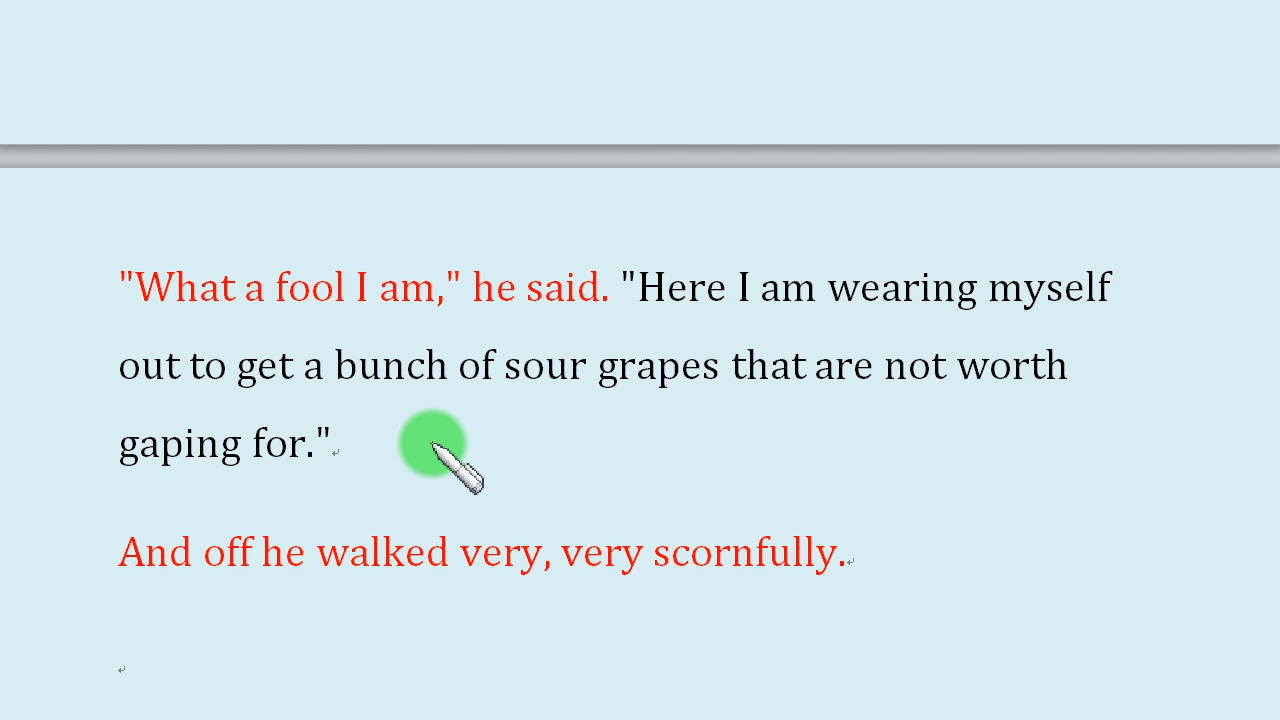 "What a fool I am," he said. "Here I am wearing myself
out to get a bunch of sour grapes that are not worth
gaping for."
And off he walked very, very scornfully.